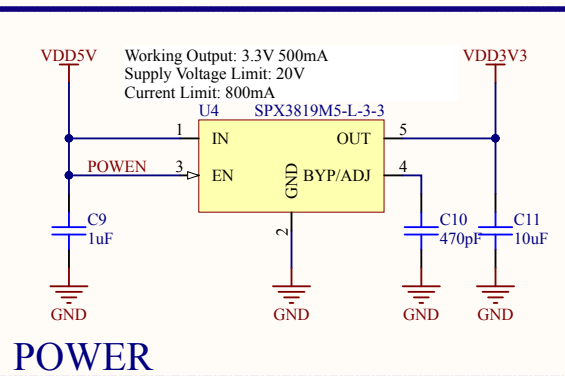 VDD5V
Working Output: 3.3V 500mA
Supply Voltage Limit: 20V
Current Limit: 800mA
VDD3V3
U4 SPX3819M5-L-3-3
1 IN OUT 5
POWEN 3 EN GND BYP/ADJ 4
2
C9
1uF
C10
470pF
C11
10uF
GND GND GND GND
POWER